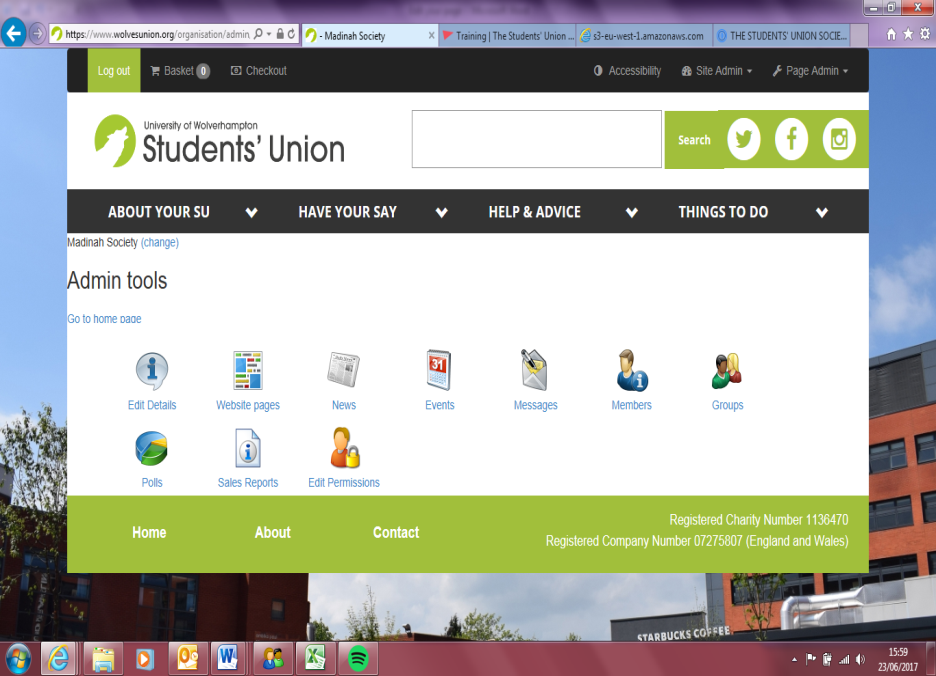 https://www.wolvesunion.org/organisation/admin
- Madinah Society
Training | The Students' Union ...
s3-eu-west-1.amazonaws.com
THE STUDENTS' UNION SOCIE...
Log out
Basket 0
Checkout
Accessibility
Site Admin
Page Admin
University of Wolverhampton
Students' Union
Search
ABOUT YOUR SU
HAVE YOUR SAY
HELP & ADVICE
THINGS TO DO
Madinah Society (change)
Admin tools
Go to home page
31
Edit Details
Website pages
News
Events
Messages
Members
Groups
Polls
Sales Reports
Edit Permissions
Home
About
Contact
Registered Charity Number 1136470
Registered Company Number 07275807 (England and Wales)
STARBUCKS COFFEE
15:59
23/06/2017